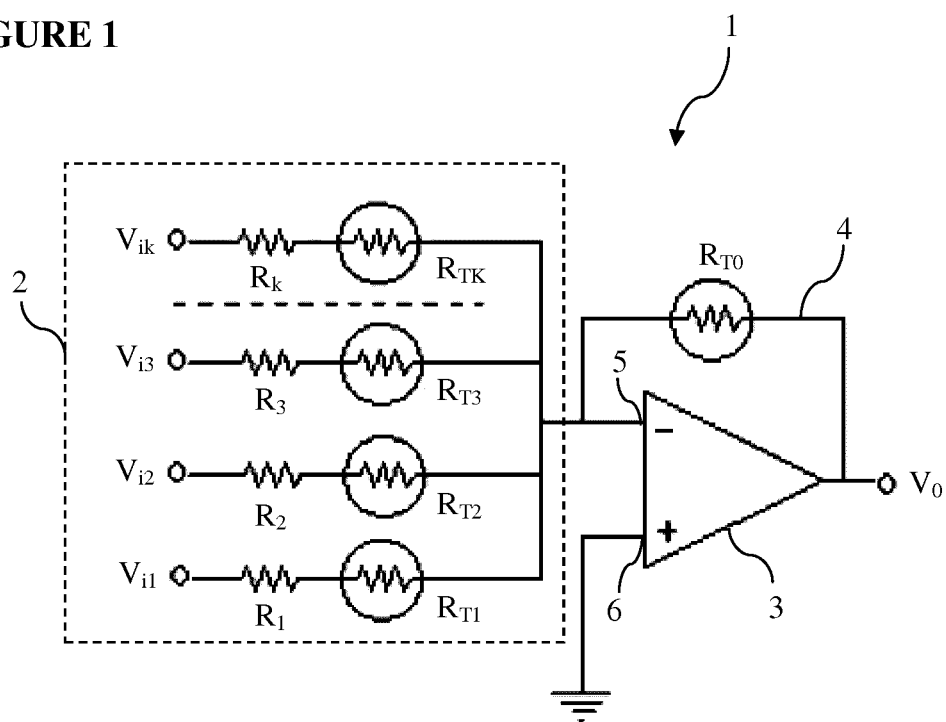 GURE 1
1
V_ik
R_k
R_TK
2
R_T0
4
V_i3
R_3
R_T3
5
−
V_i2
R_2
R_T2
V_0
+
V_i1
R_1
R_T1
6
3